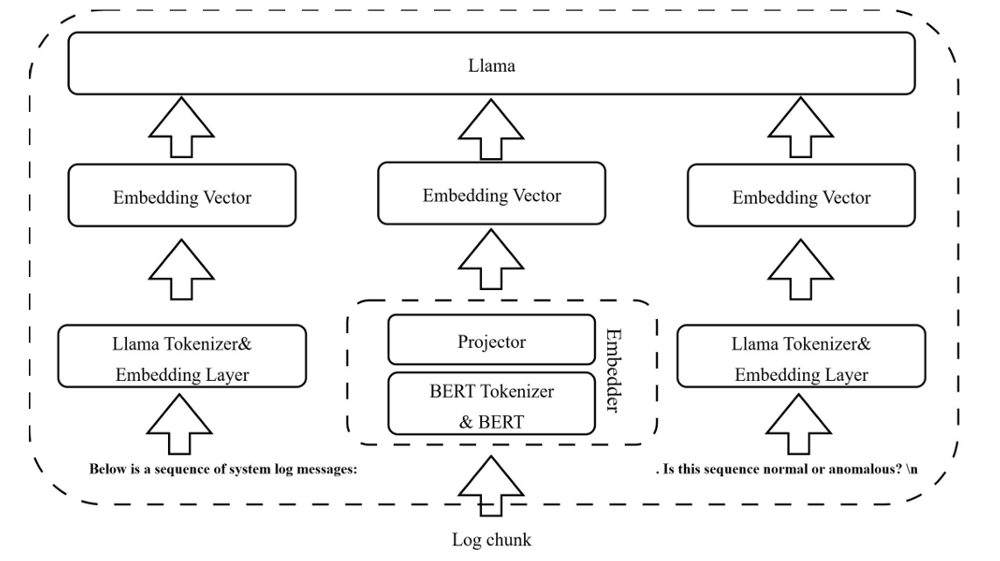 Llama
Embedding Vector
Embedding Vector
Embedding Vector
Llama Tokenizer&
Embedding Layer
Projector
BERT Tokenizer
& BERT
Embedder
Llama Tokenizer&
Embedding Layer
Below is a sequence of system log messages:
. Is this sequence normal or anomalous? \n
Log chunk